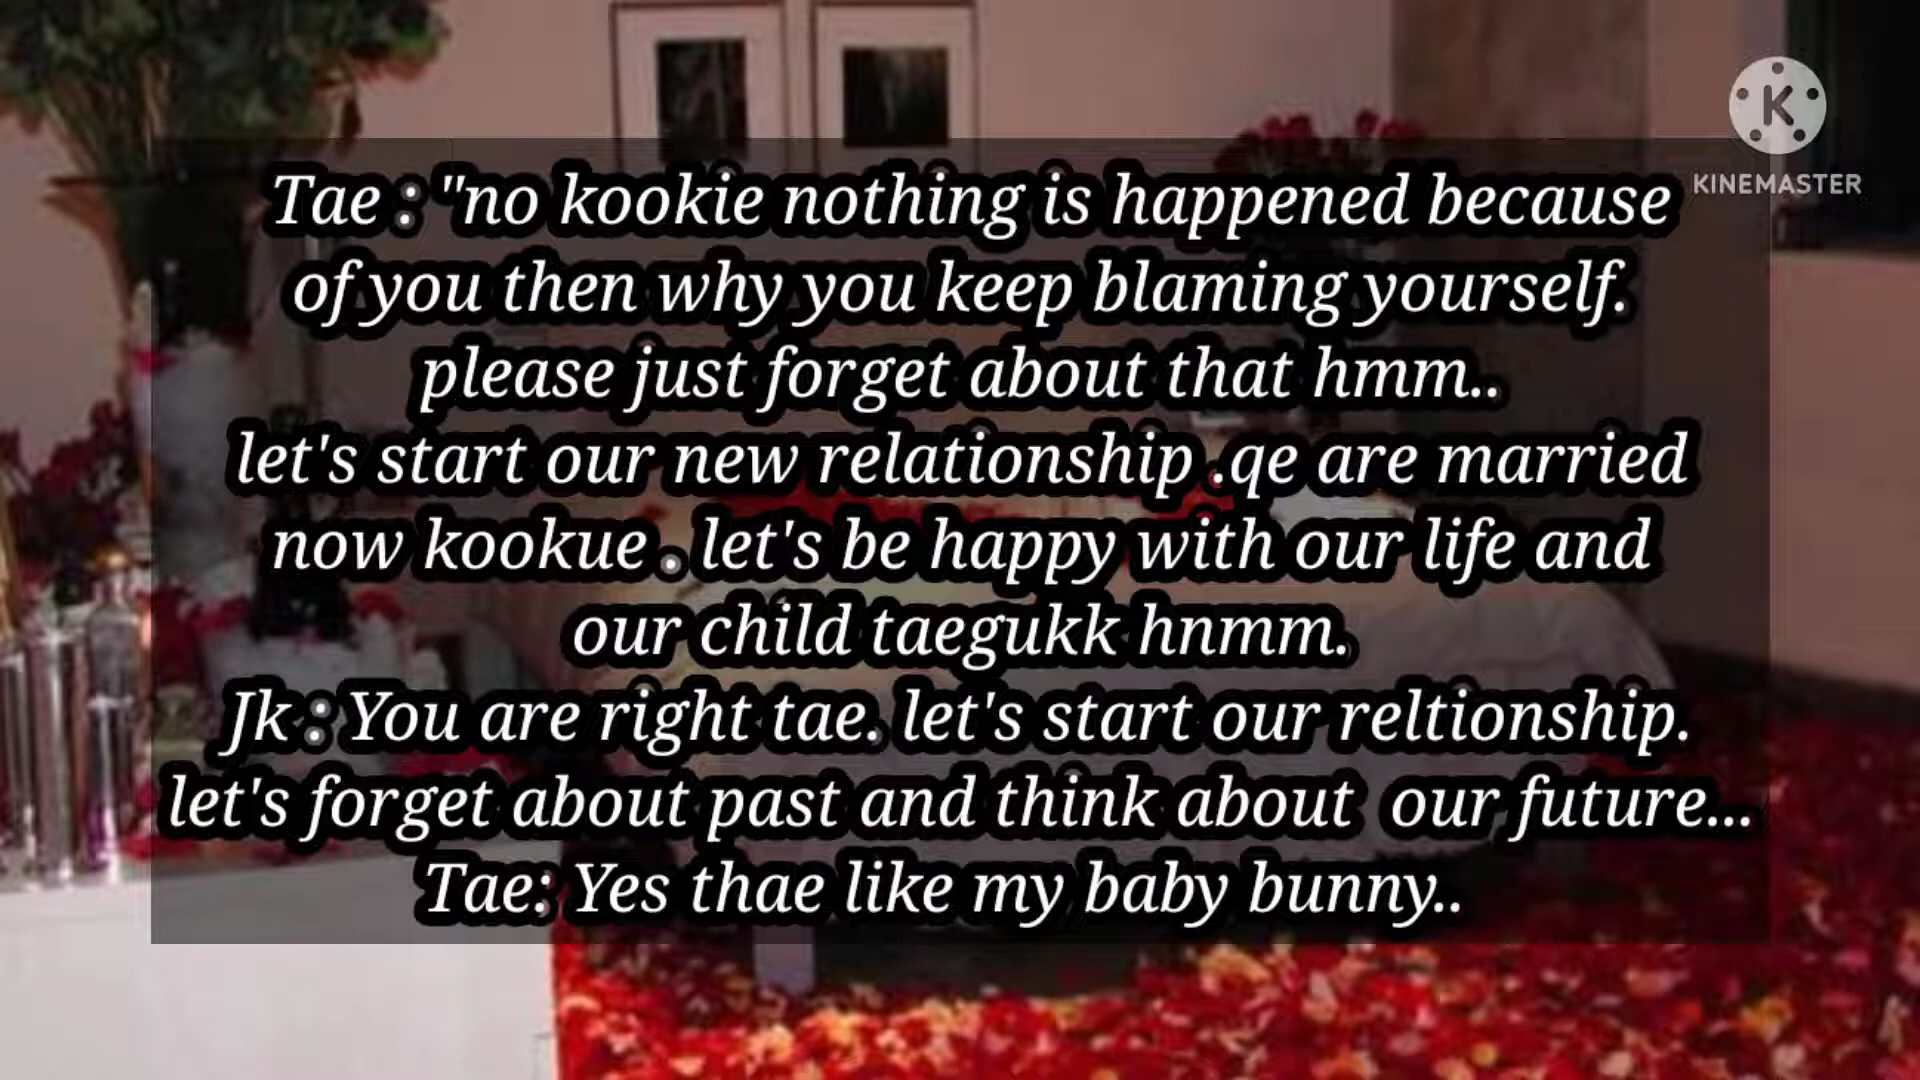 Tae : "no kookie nothing is happened because
of you then why you keep blaming yourself.
please just forget about that hmm..
let's start our new relationship .qe are married
now kookue . let's be happy with our life and
our child taegukk hnmm.
Jk : You are right tae. let's start our reltionship.
let's forget about past and think about  our future...
Tae: Yes thae like my baby bunny..
K
KINEMASTER